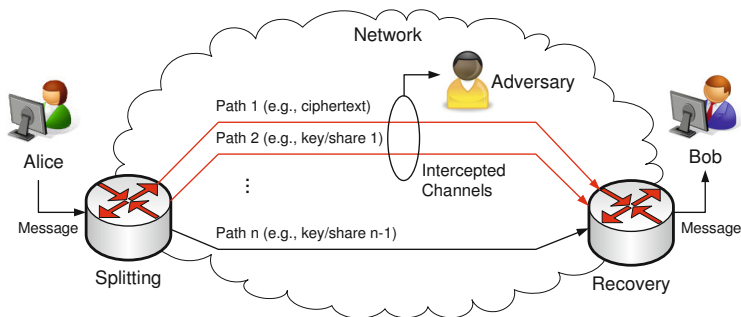 Network
Adversary
Path 1 (e.g., ciphertext)
Path 2 (e.g., key/share 1)
Alice
Bob
Intercepted
Channels
...
Message
Path n (e.g., key/share n-1)
Message
Splitting
Recovery